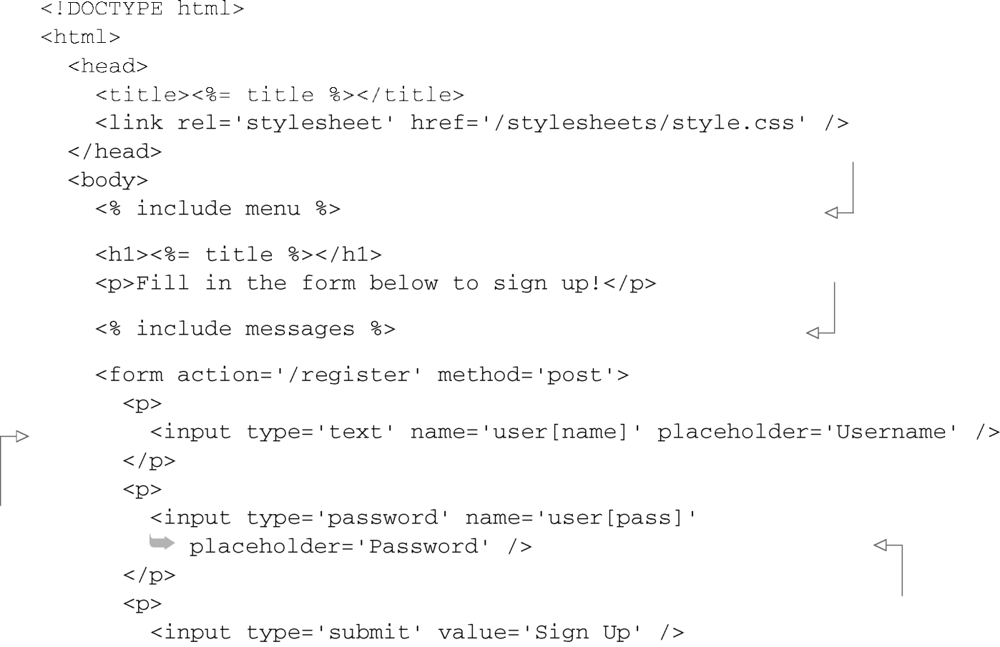 <!DOCTYPE html>
<html>
  <head>
    <title><%= title %></title>
    <link rel='stylesheet' href='/stylesheets/style.css' />
  </head>
  <body>
    <% include menu %>
    <h1><%= title %></h1>
    <p>Fill in the form below to sign up!</p>
    <% include messages %>
    <form action='/register' method='post'>
      <p>
        <input type='text' name='user[name]' placeholder='Username' />
      </p>
      <p>
        <input type='password' name='user[pass]'
           placeholder='Password' />
      </p>
      <p>
        <input type='submit' value='Sign Up' />